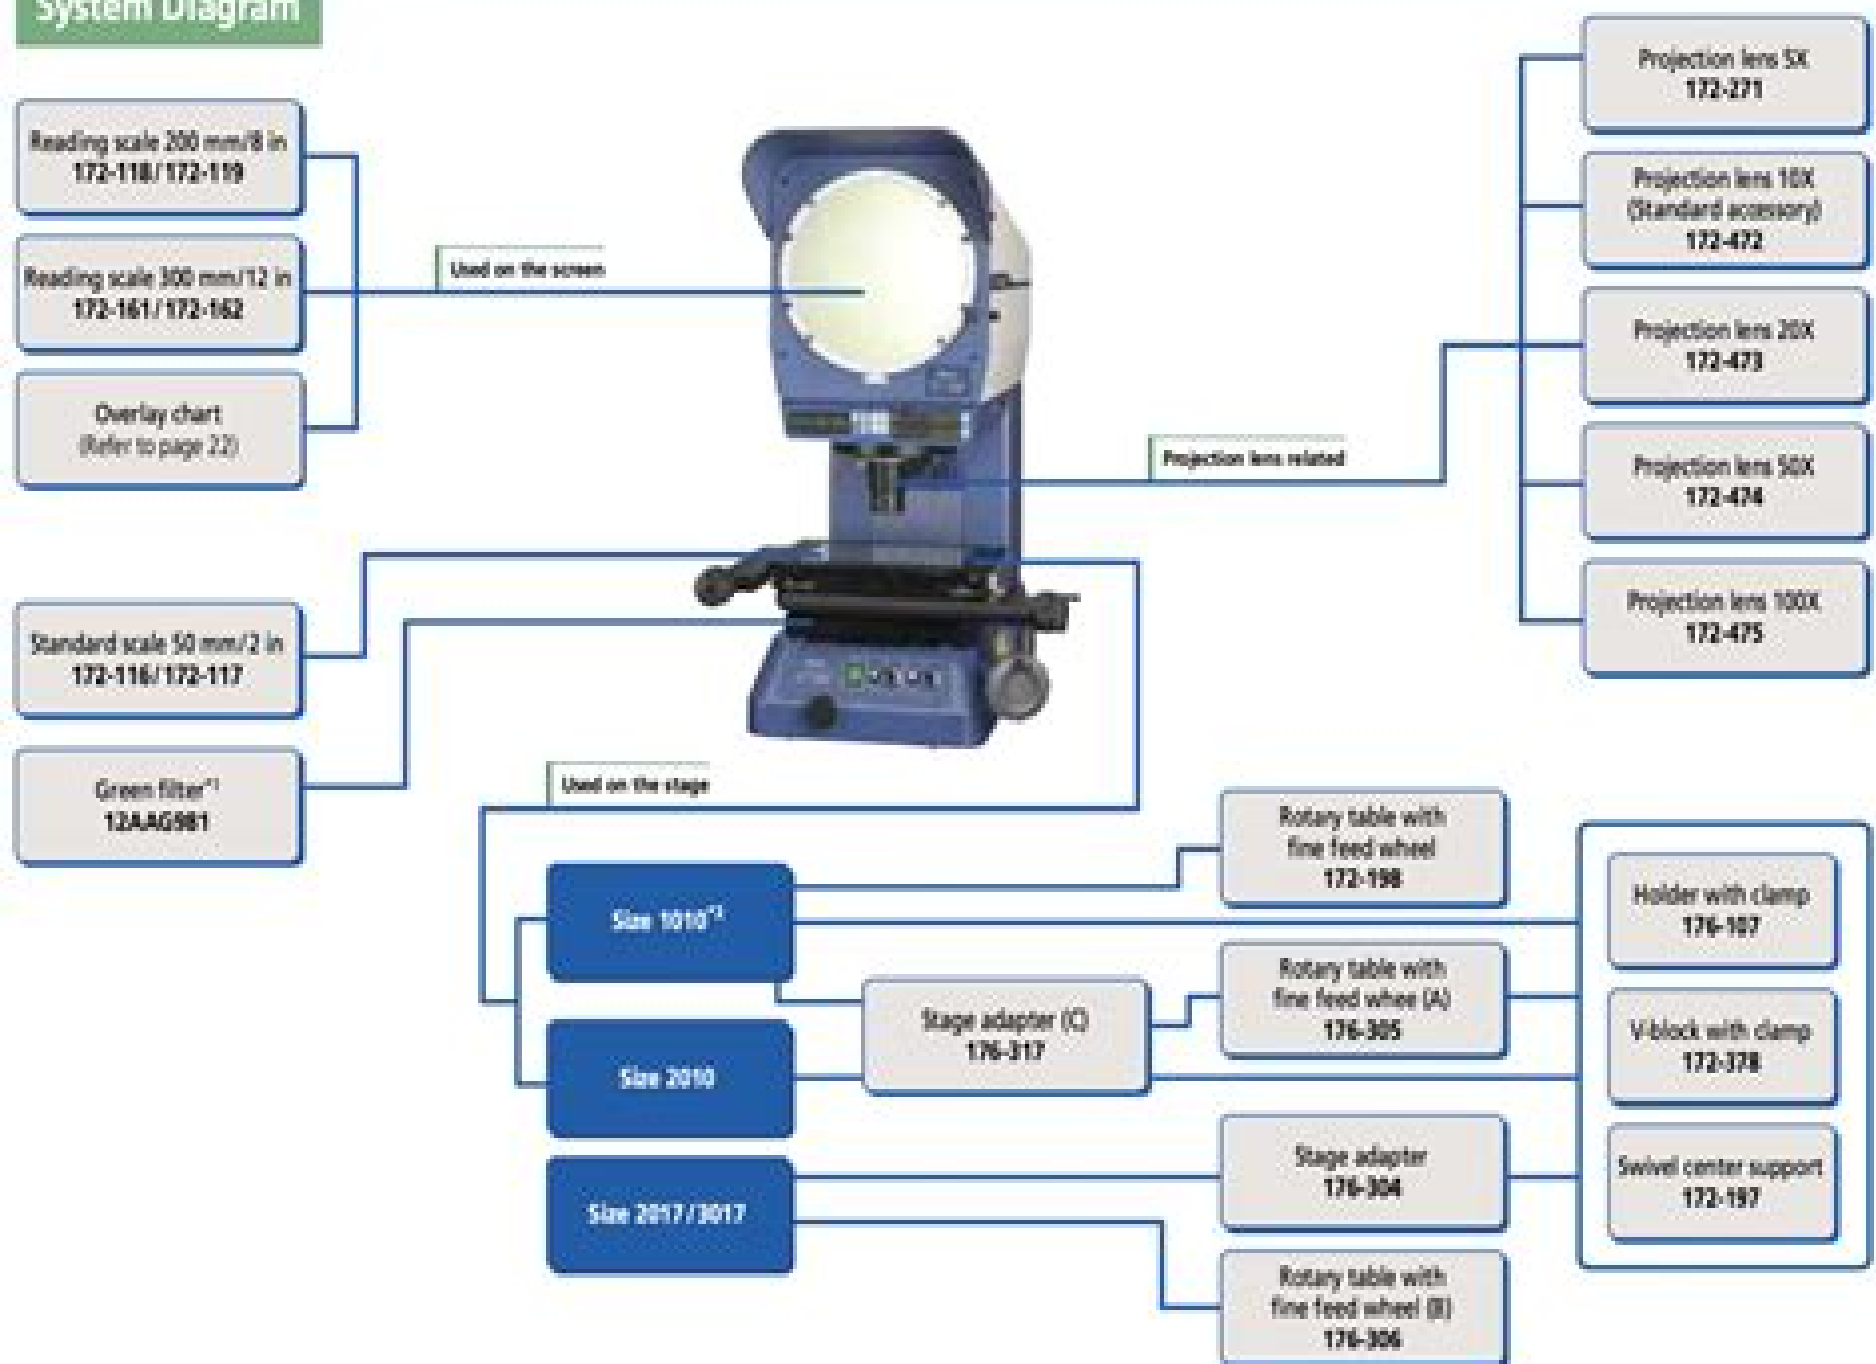 System Diagram
Reading scale 200 mm/8 in
172-118/172-119
Reading scale 300 mm/12 in
172-161/172-162
Overlay chart
(Refer to page 22)
Used on the screen
Projection lens 5X
172-271
Projection lens 10X
(Standard accessory)
172-472
Projection lens 20X
172-473
Projection lens 50X
172-474
Projection lens 100X
172-475
Projection lens related
Standard scale 50 mm/2 in
172-116/172-117
Green filter*1
12AAG981
Used on the stage
Size 1010*2
Size 2010
Size 2017/3017
Stage adapter (C)
176-317
Rotary table with
fine feed wheel
172-198
Rotary table with
fine feed whee (A)
176-305
Stage adapter
176-304
Rotary table with
fine feed wheel (B)
176-306
Holder with clamp
176-107
V-block with clamp
172-378
Swivel center support
172-197